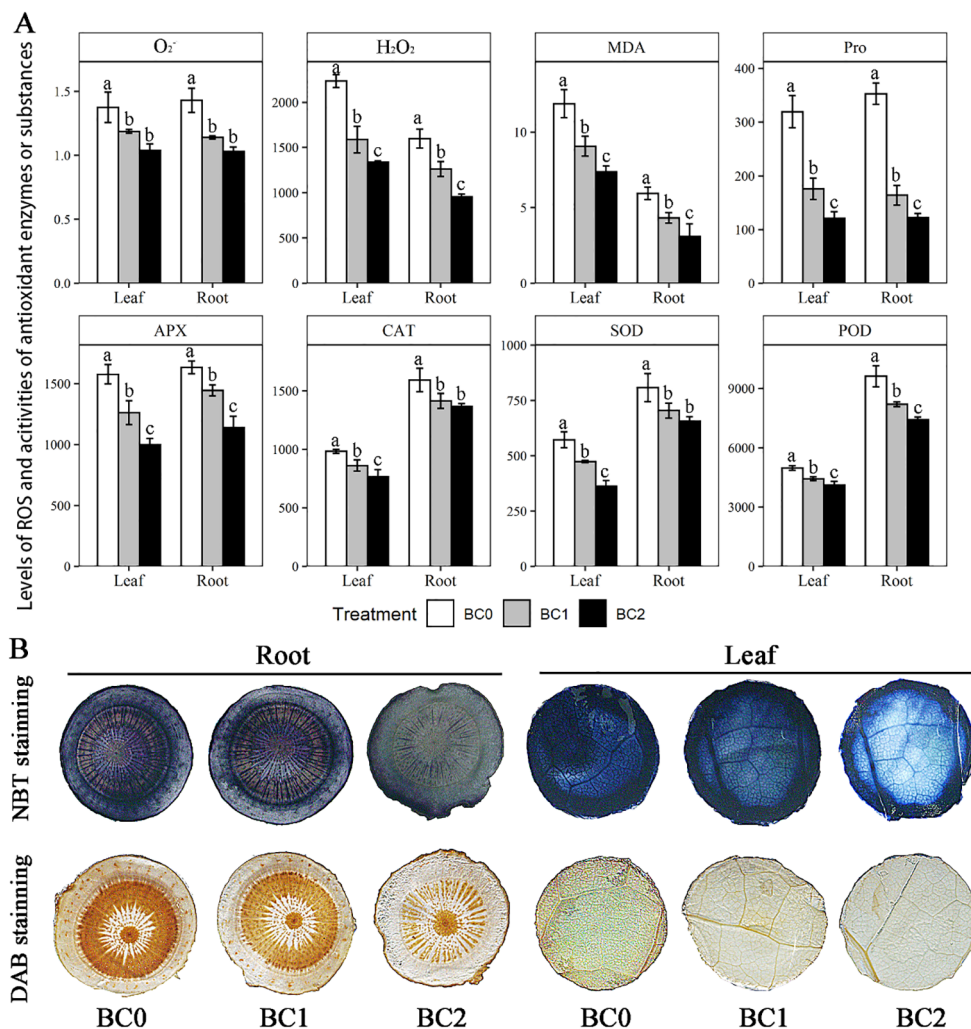 A
Levels of ROS and acitivities of antioxidant enzymes or substances
O₂⁻
H₂O₂
MDA
Pro
a b b a b b
a b c a b c
a b c a b c
a b c a b c
1.5
1.0
0.5
0.0
2000
1500
1000
500
0
10
5
0
400
300
200
100
0
Leaf Root
Leaf Root
Leaf Root
Leaf Root
APX
CAT
SOD
POD
a b c a b c
a b c a b b
a b c a b b
a b c a b c
1500
1000
500
0
1500
1000
500
0
1000
750
500
250
0
9000
6000
3000
0
Leaf Root
Leaf Root
Leaf Root
Leaf Root
Treatment BC0 BC1 BC2
B
Root Leaf
NBT stainning
DAB stainning
BC0 BC1 BC2 BC0 BC1 BC2